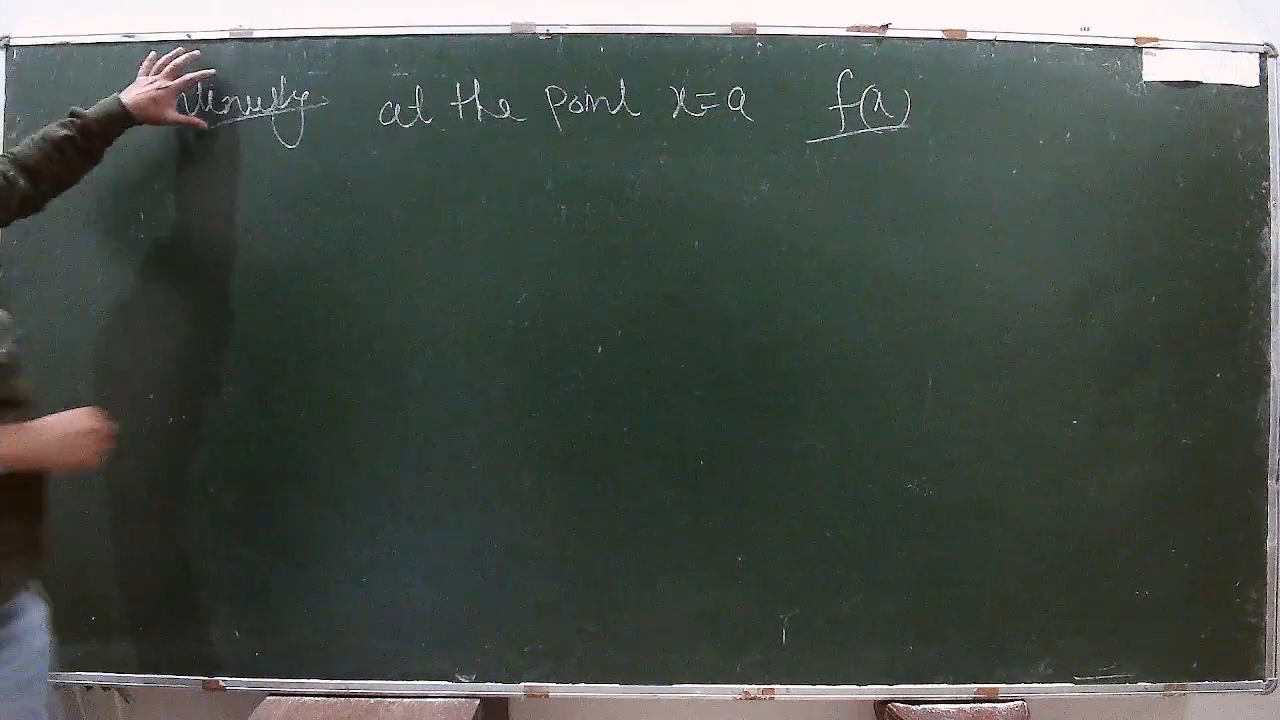 at the point x=a f(x)